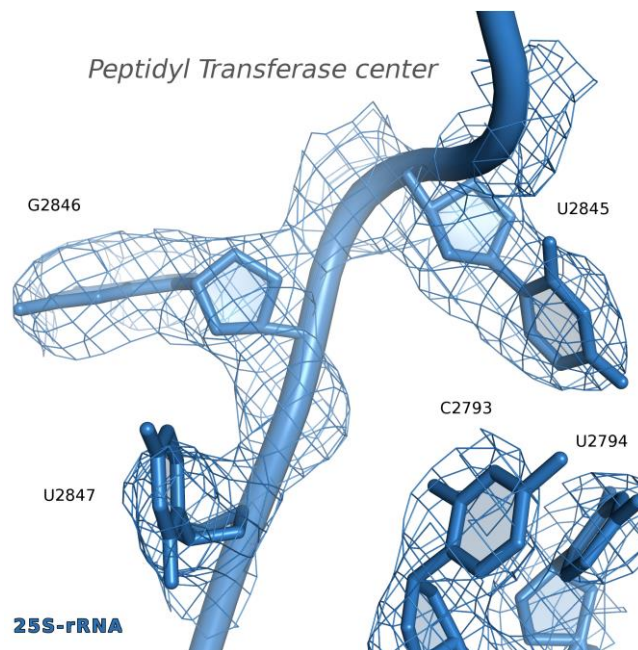 Peptidyl Transferase center
G2846
U2845
C2793
U2794
U2847
25S-rRNA